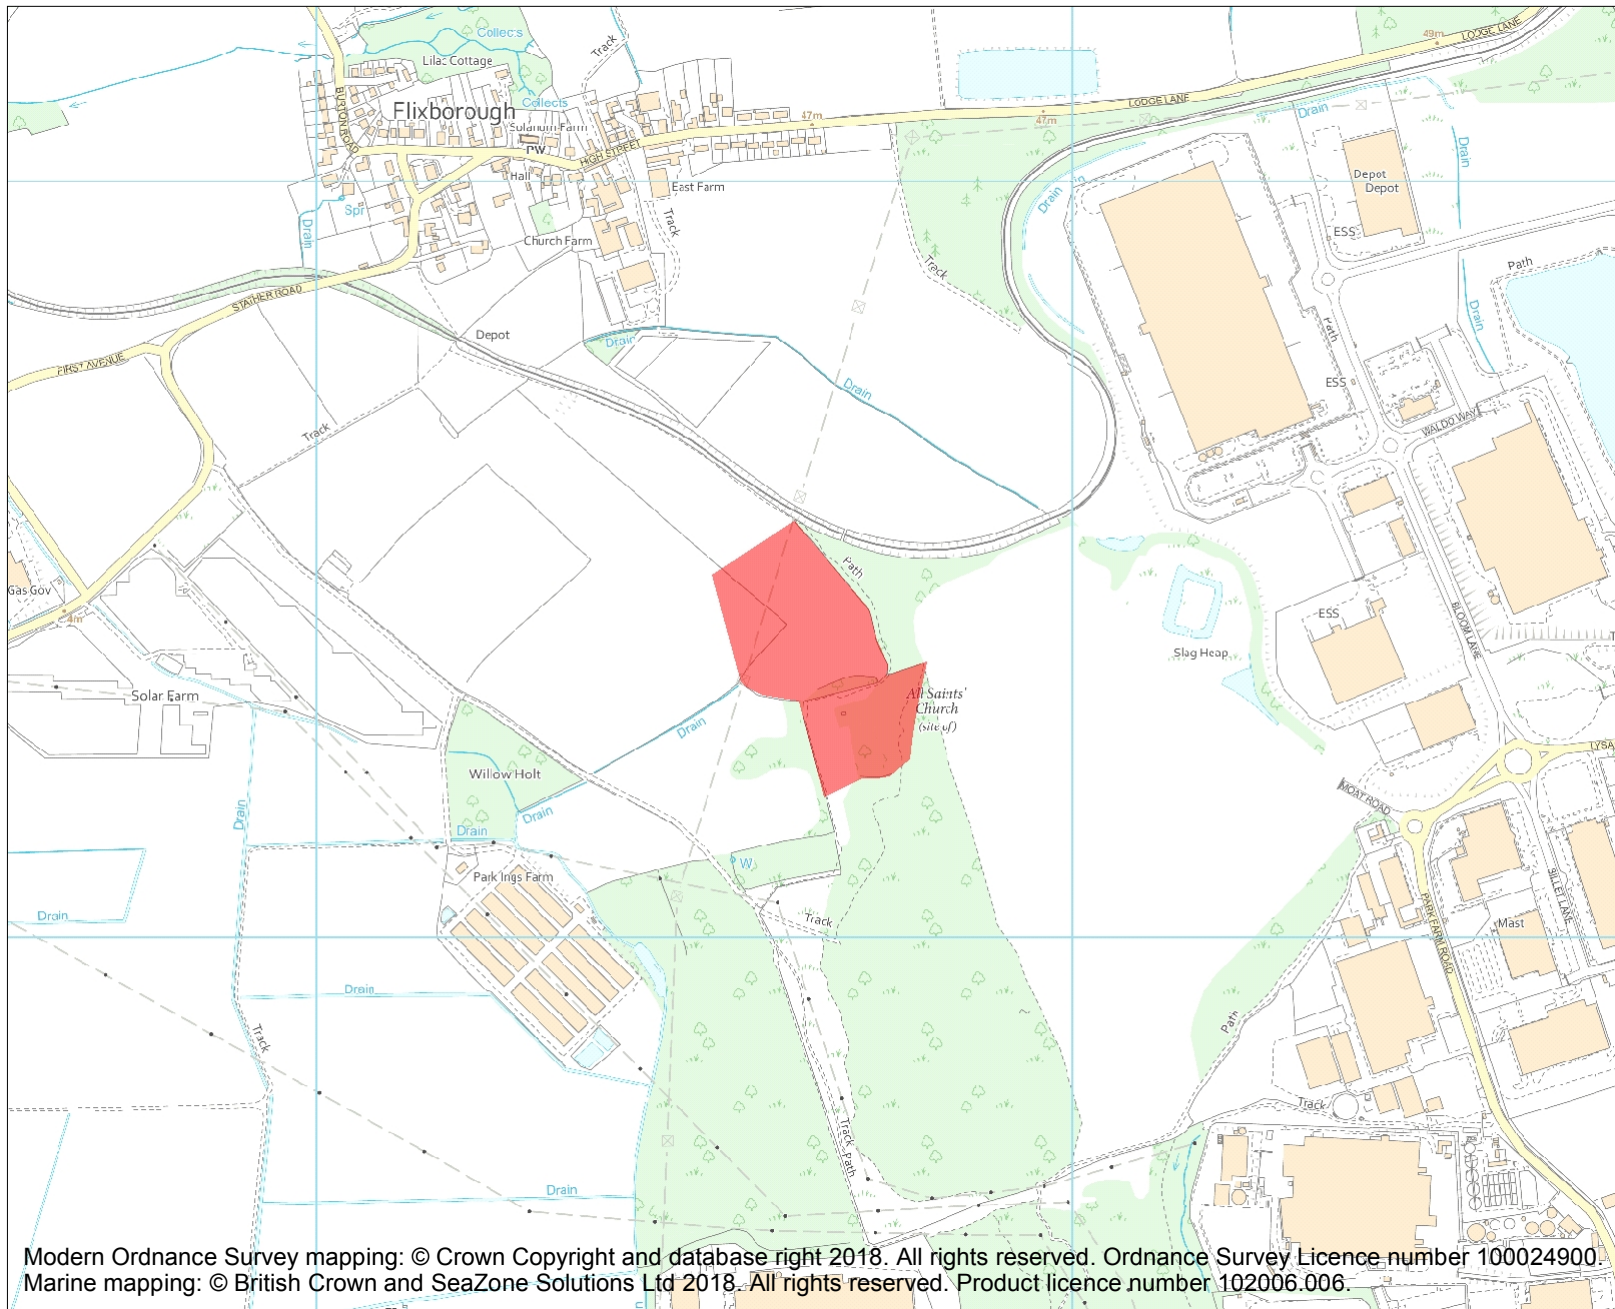 Collects
Track
Lilac Cottage
49m
LODGE LANE
BURTON ROAD
Flixborough
Collects
Solanum Farm
47m
LODGE LANE
47m
Drain
PW
HIGH STREET
Hall
East Farm
Depot
Depot
Drain
Spr
Drain
Track
Drain
Church Farm
ESS
Track
Path
STATHER ROAD
Depot
Drain
Path
Drain
FIRST AVENUE
Drain
ESS
Track
WALDO WAY
Path
Gas Gov
4m
ESS
BLOOM LANE
Slag Heap
Solar Farm
All Saints'
Church
(site of)
Drain
LYSA
Willow Holt
MOAT ROAD
Drain
Drain
Drain
W
Park Ings Farm
BILLET LANE
Drain
Track
Mast
PARK FARM ROAD
Drain
Path
Track
Track
Track
Path
Drain
Modern Ordnance Survey mapping: © Crown Copyright and database right 2018. All rights reserved. Ordnance Survey Licence number 100024900.
Marine mapping: © British Crown and SeaZone Solutions Ltd 2018. All rights reserved. Product licence number 102006.006.